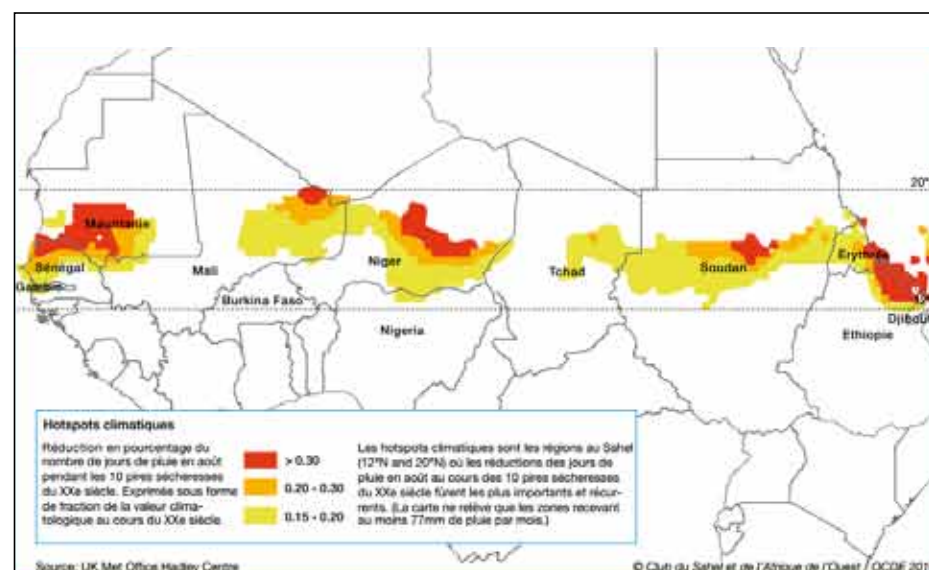 20°
Mauritanie
Sénégal
Gambie
Mali
Burkina Faso
Niger
Nigeria
Tchad
Soudan
Erythrée
Djibout
Ethiopie
Hotspots climatiques
Réduction en pourcentage du
nombre de jours de pluie en août
pendant les 10 pires sécheresses
du XXe siècle. Exprimée sous forme
de fraction de la valeur clima-
tologique au cours du XXe siècle.
> 0.30
0.20 - 0.30
0.15 - 0.20
Les hotspots climatiques sont les régions au Sahel
(12°N and 20°N) où les réductions des jours de
pluie en août au cours des 10 pires sécheresses
du XXe siècle fûrent les plus importants et récur-
rents. (La carte ne relève que les zones recevant
au moins 77mm de pluie par mois.)
Source: UK Met Office Hadley Centre
© Club du Sahel et de l'Afrique de l'Ouest / OCDE 201